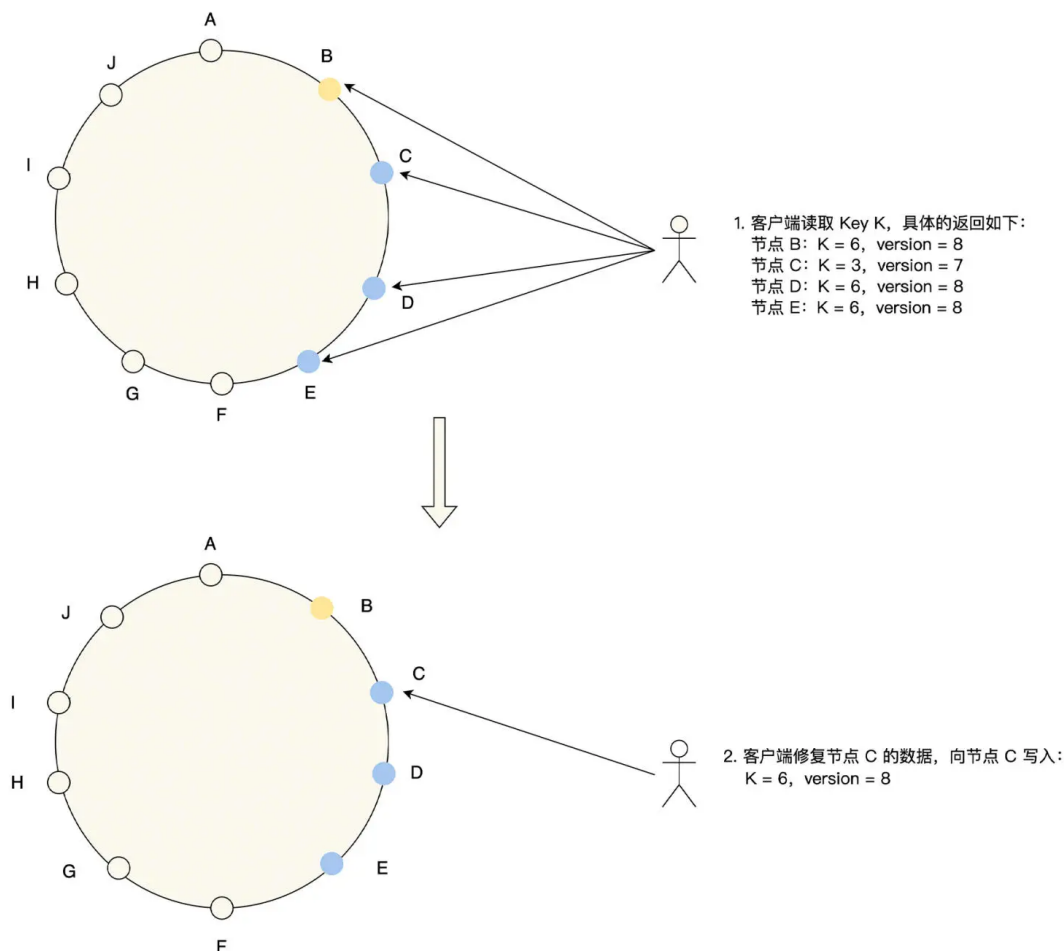 A
B
J
C
I
1. 客户端读取 Key K，具体的返回如下：
节点 B：K = 6，version = 8
节点 C：K = 3，version = 7
节点 D：K = 6，version = 8
节点 E：K = 6，version = 8
H
D
G
E
F
A
B
J
C
I
2. 客户端修复节点 C 的数据，向节点 C 写入：
K = 6，version = 8
D
H
G
E
F